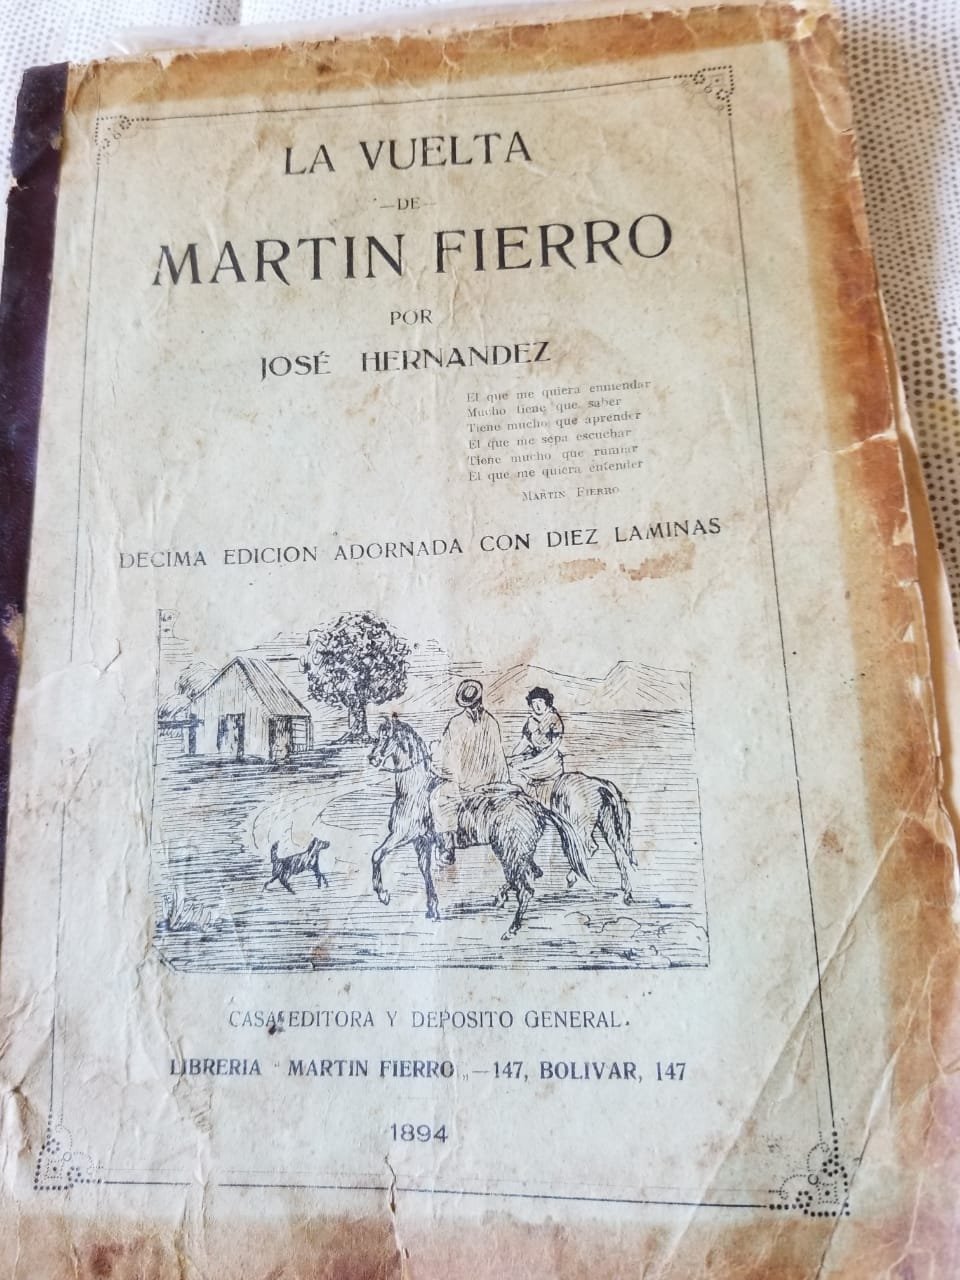 LA VUELTA
—DE—
MARTIN FIERRO
POR
JOSÉ HERNANDEZ
El que me quiera enmendar
Mucho tiene que saber
Tiene mucho que aprender
El que me sepa escuchar
Tiene mucho que rumiar
El que me quiera entender
MARTIN FIERRO
DECIMA EDICION ADORNADA CON DIEZ LAMINAS
CASA EDITORA Y DEPOSITO GENERAL.
LIBRERIA "MARTIN FIERRO„—147, BOLIVAR, 147
1894